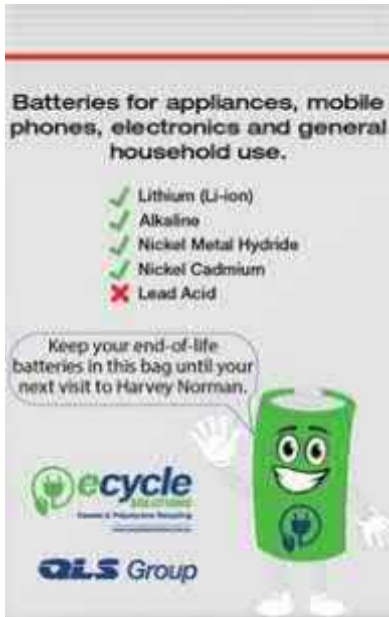 Batteries for appliances, mobile
phones, electronics and general
household use.
Lithium (Li-ion)
Alkaline
Nickel Metal Hydride
Nickel Cadmium
Lead Acid
Keep your end-of-life
batteries in this bag until your
next visit to Harvey Norman.
ecycle
SOLUTIONS
QLS Group